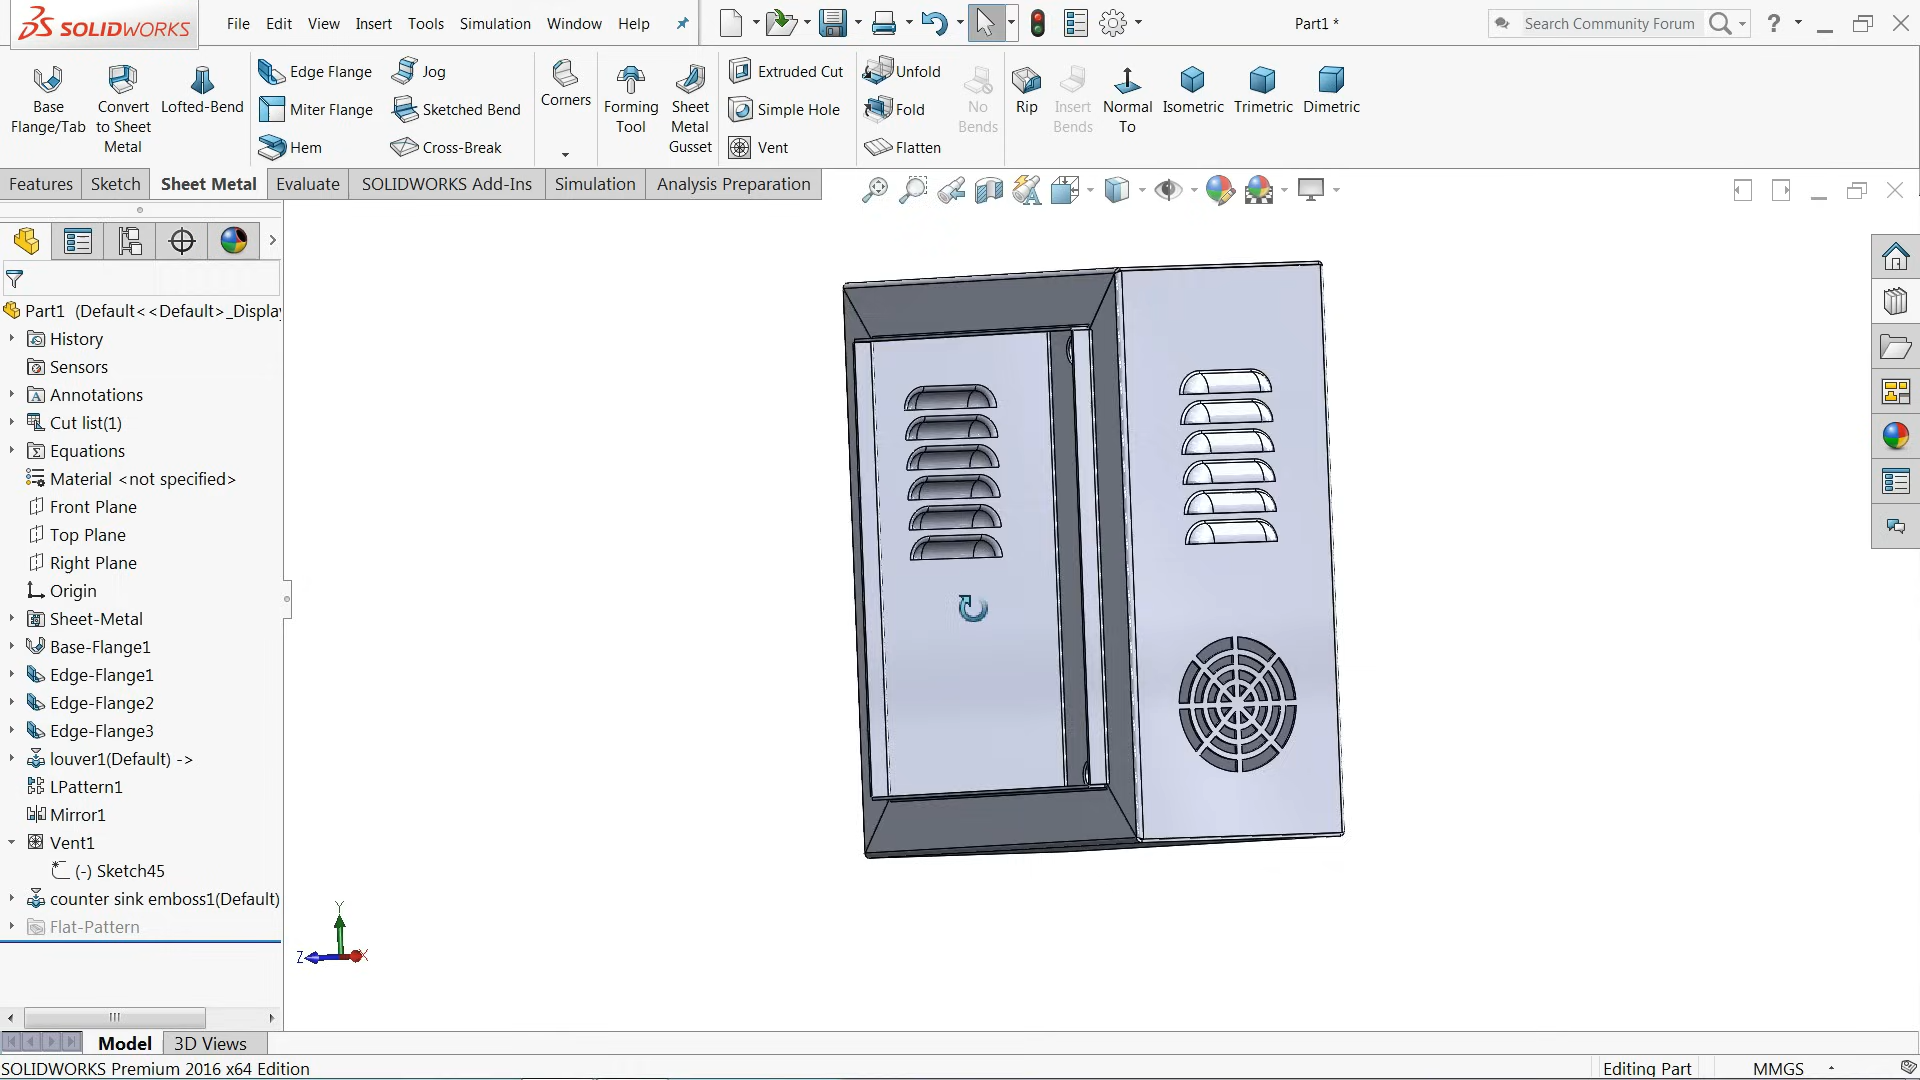 SOLIDWORKS File Edit View Insert Tools Simulation Window Help Part1 * Search Community Forum ?
Base Flange/Tab
Convert to Sheet Metal
Lofted-Bend
Edge Flange
Miter Flange
Hem
Jog
Sketched Bend
Cross-Break
Corners
Forming Tool
Sheet Metal Gusset
Extruded Cut
Simple Hole
Vent
Unfold
Fold
Flatten
No Bends
Rip
Insert Bends
Normal To
Isometric
Trimetric
Dimetric
Features Sketch Sheet Metal Evaluate SOLIDWORKS Add-Ins Simulation Analysis Preparation
Part1 (Default<<Default>_Displa
History
Sensors
Annotations
Cut list(1)
Equations
Material <not specified>
Front Plane
Top Plane
Right Plane
Origin
Sheet-Metal
Base-Flange1
Edge-Flange1
Edge-Flange2
Edge-Flange3
louver1(Default) ->
LPattern1
Mirror1
Vent1
(-) Sketch45
counter sink emboss1(Default)
Flat-Pattern
Y
Z X
Model 3D Views
SOLIDWORKS Premium 2016 x64 Edition Editing Part MMGS